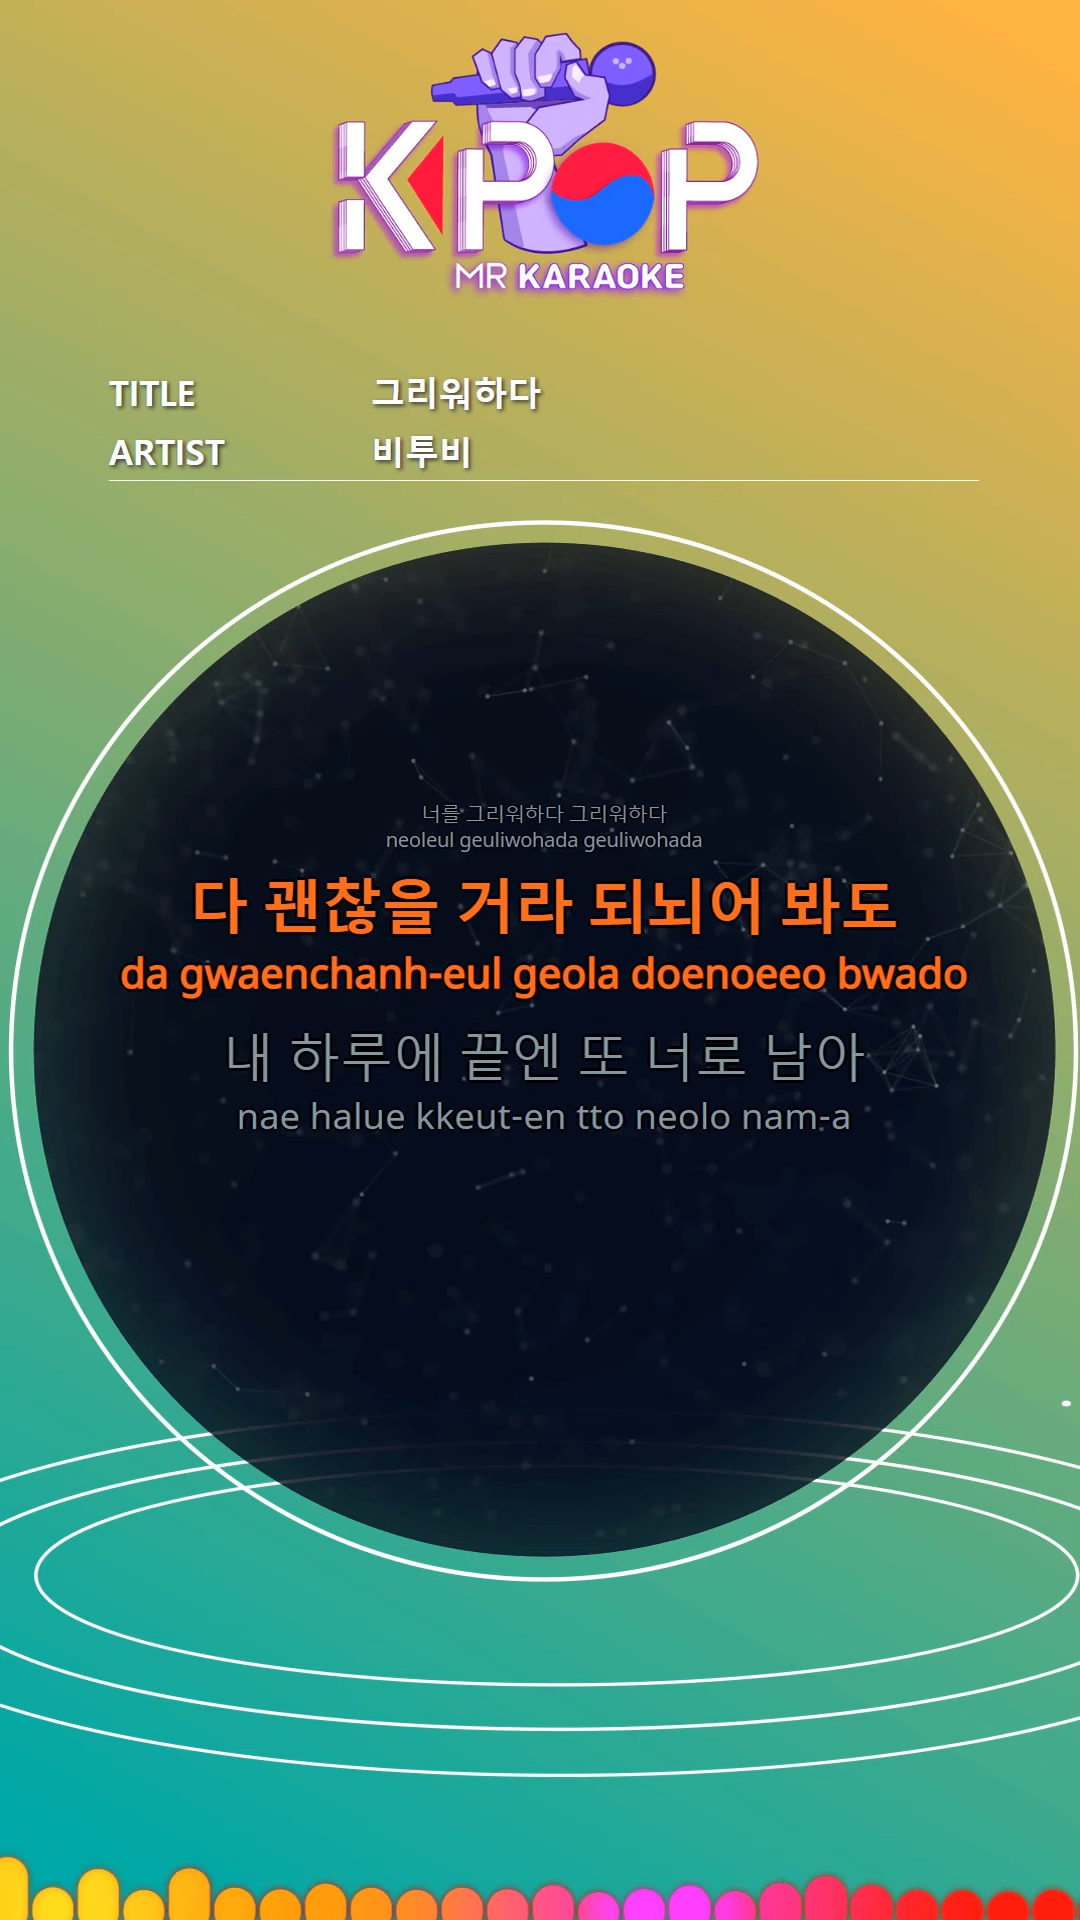 KPOP
MR KARAOKE
TITLE 그리워하다
ARTIST 비투비
너를 그리워하다 그리워하다
neoleul geuliwohada geuliwohada
다 괜찮을 거라 되뇌어 봐도
da gwaenchanh-eul geola doenoeeo bwado
내 하루에 끝엔 또 너로 남아
nae halue kkeut-en tto neolo nam-a